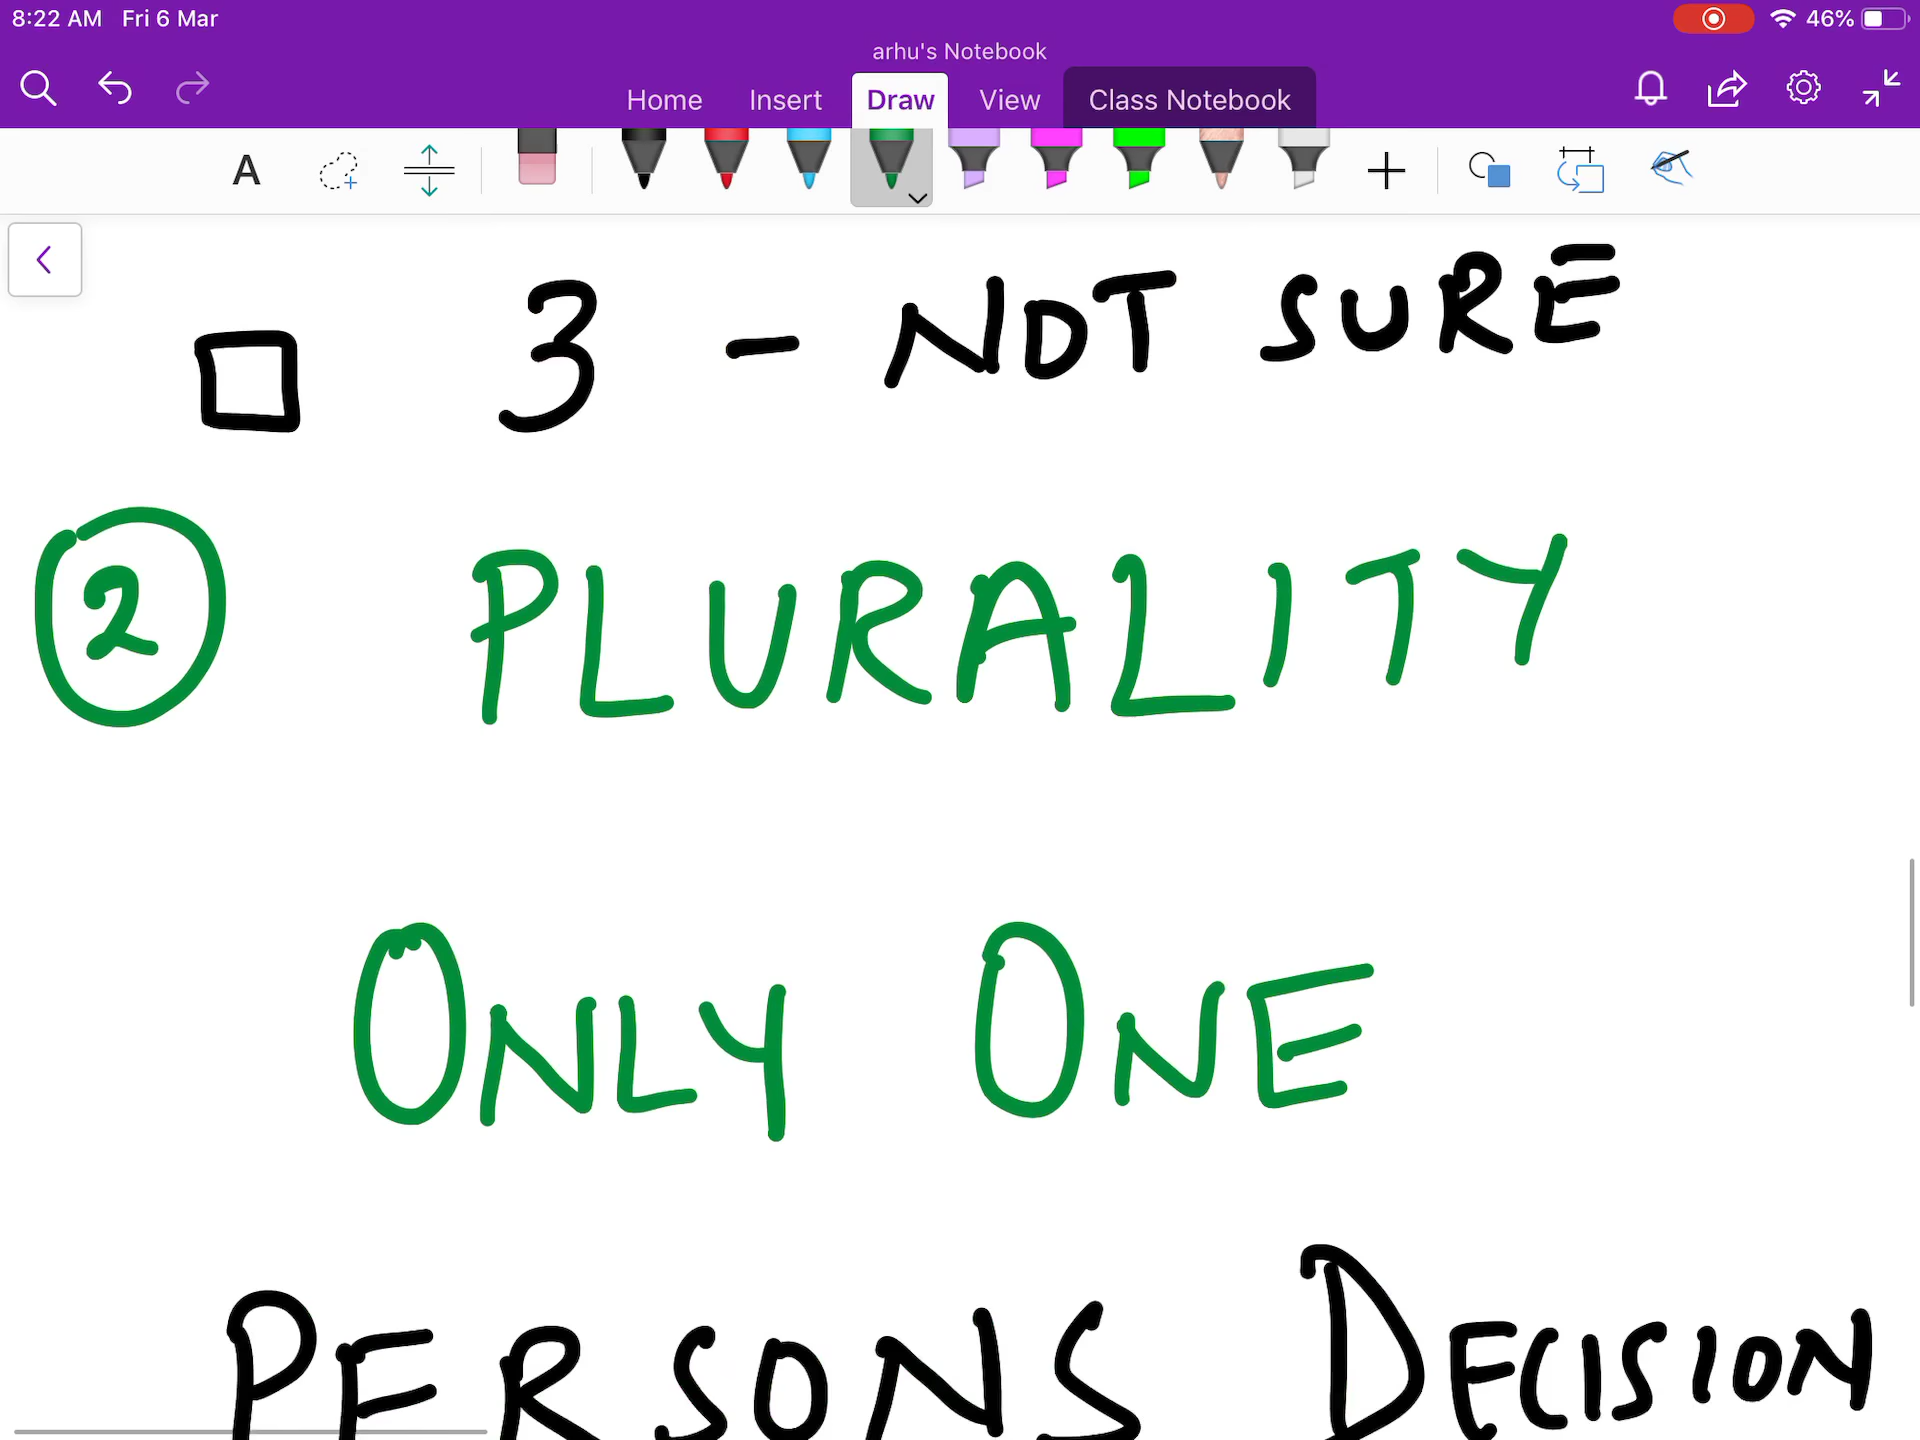 8:22 AM Fri 6 Mar
46%
arhu's Notebook
Home Insert Draw View Class Notebook
A
3 - NOT SURE
2 PLURALITY
ONLY ONE
PERSONS DECISION